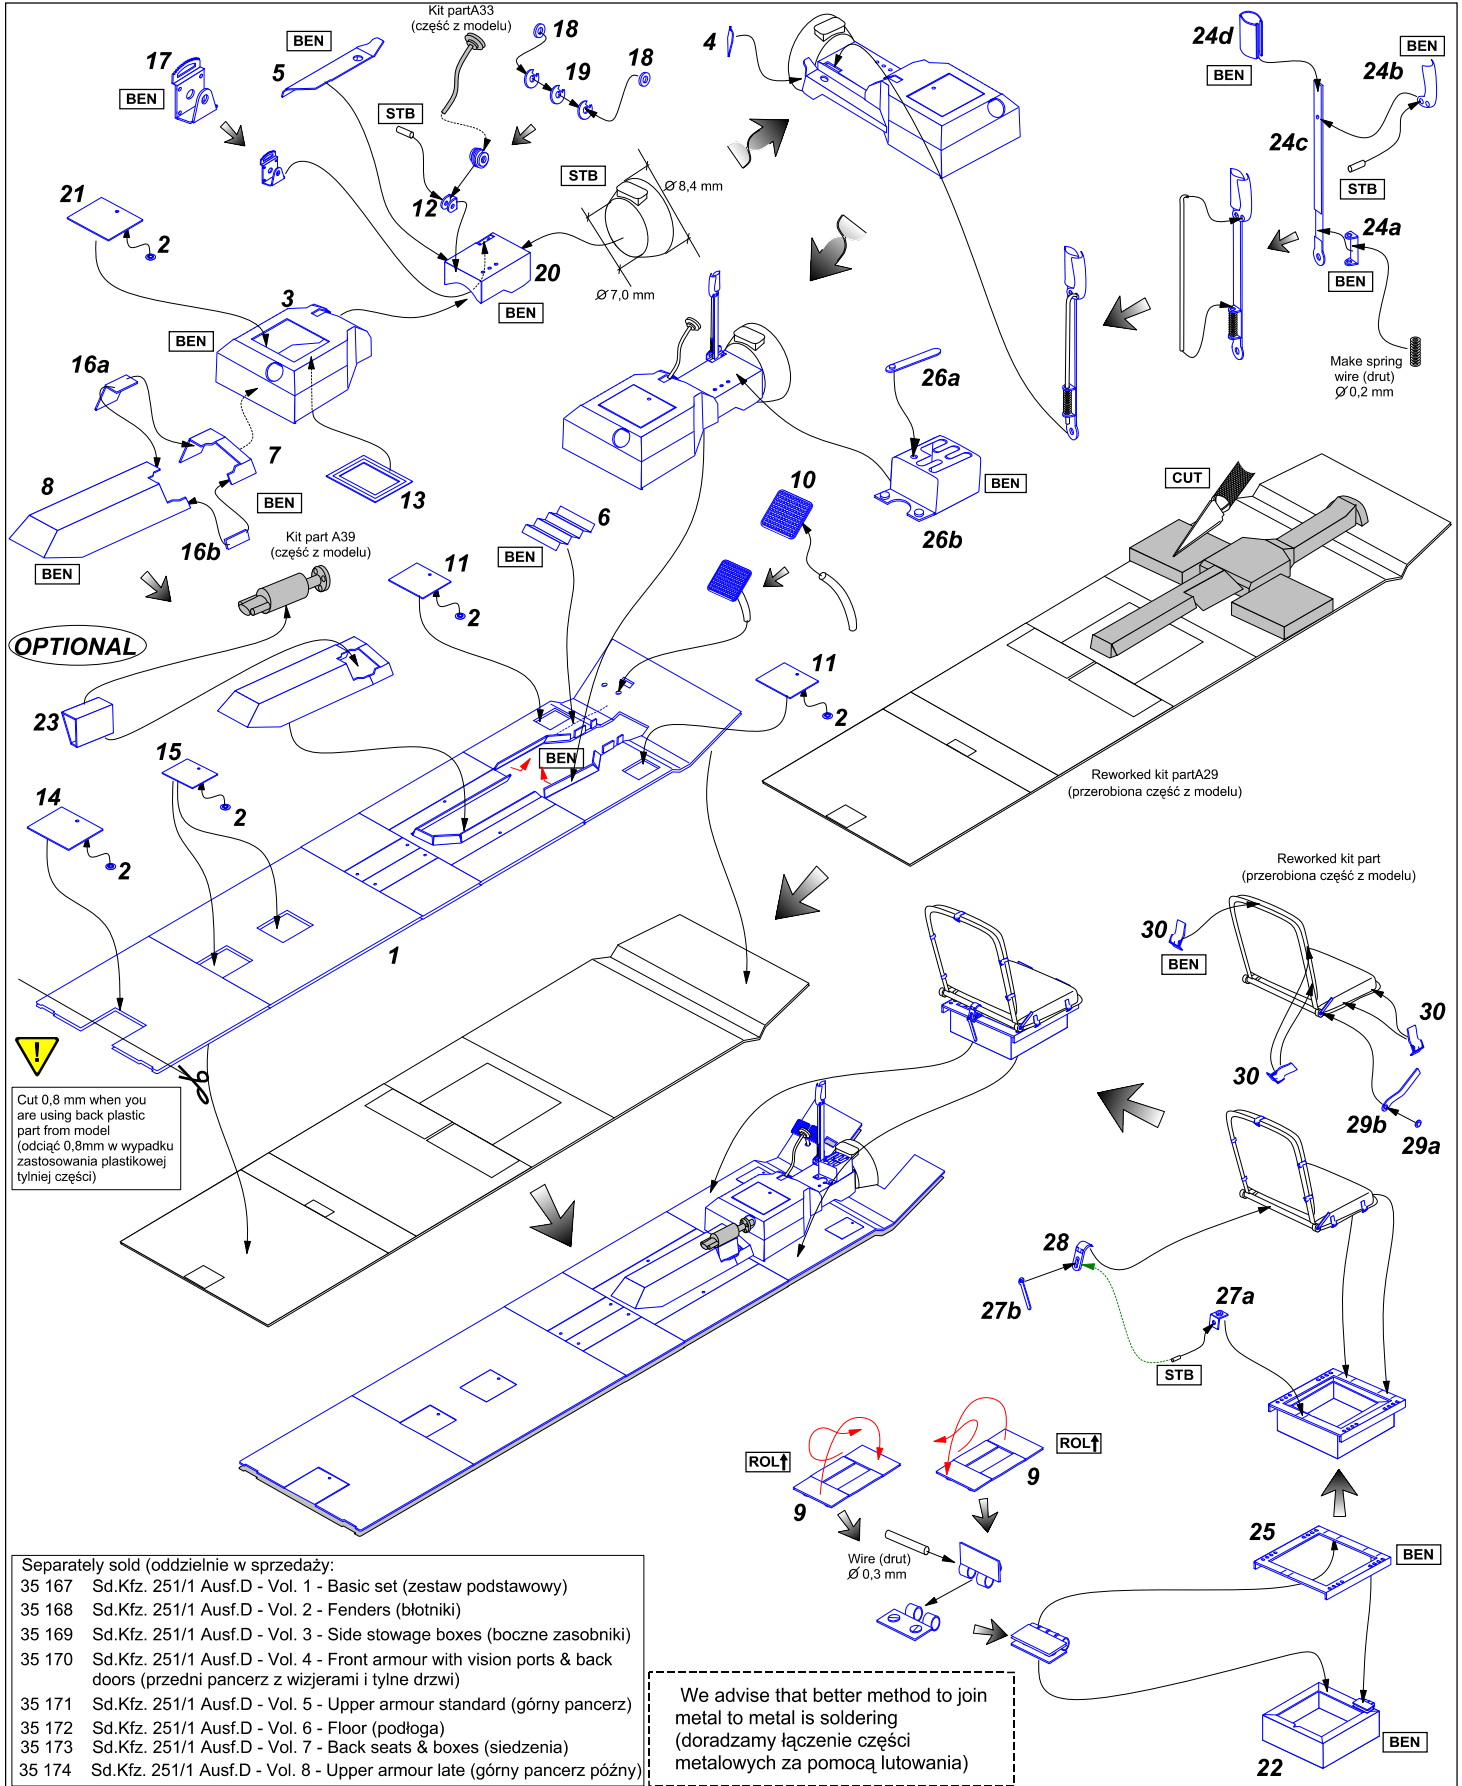 Kit partA33
(część z modelu)
17
BEN
BEN
5
18
19
18
STB
12
STB
Ø 8,4 mm
Ø 7,0 mm
4
24d
BEN
BEN
24b
24c
STB
24a
BEN
Make spring
wire (drut)
Ø 0,2 mm
21
2
3
BEN
20
BEN
16a
7
8
BEN
BEN
16b
13
Kit part A39
(część z modelu)
OPTIONAL
23
26a
BEN
26b
6
BEN
10
11
2
11
2
BEN
CUT
Reworked kit partA29
(przerobiona część z modelu)
15
2
14
2
1
!
Cut 0,8 mm when you
are using back plastic
part from model
(odciąć 0,8mm w wypadku
zastosowania plastikowej
tylniej części)
Reworked kit part
(przerobiona część z modelu)
30
BEN
30
30
29b
29a
28
27b
27a
STB
ROL↑
9
ROL↑
9
Wire (drut)
Ø 0,3 mm
25
BEN
BEN
22
Separately sold (oddzielnie w sprzedaży:
35 167 Sd.Kfz. 251/1 Ausf.D - Vol. 1 - Basic set (zestaw podstawowy)
35 168 Sd.Kfz. 251/1 Ausf.D - Vol. 2 - Fenders (błotniki)
35 169 Sd.Kfz. 251/1 Ausf.D - Vol. 3 - Side stowage boxes (boczne zasobniki)
35 170 Sd.Kfz. 251/1 Ausf.D - Vol. 4 - Front armour with vision ports & back
doors (przedni pancerz z wizjerami i tylne drzwi)
35 171 Sd.Kfz. 251/1 Ausf.D - Vol. 5 - Upper armour standard (górny pancerz)
35 172 Sd.Kfz. 251/1 Ausf.D - Vol. 6 - Floor (podłoga)
35 173 Sd.Kfz. 251/1 Ausf.D - Vol. 7 - Back seats & boxes (siedzenia)
35 174 Sd.Kfz. 251/1 Ausf.D - Vol. 8 - Upper armour late (górny pancerz późny)
We advise that better method to join
metal to metal is soldering
(doradzamy łączenie części
metalowych za pomocą lutowania)